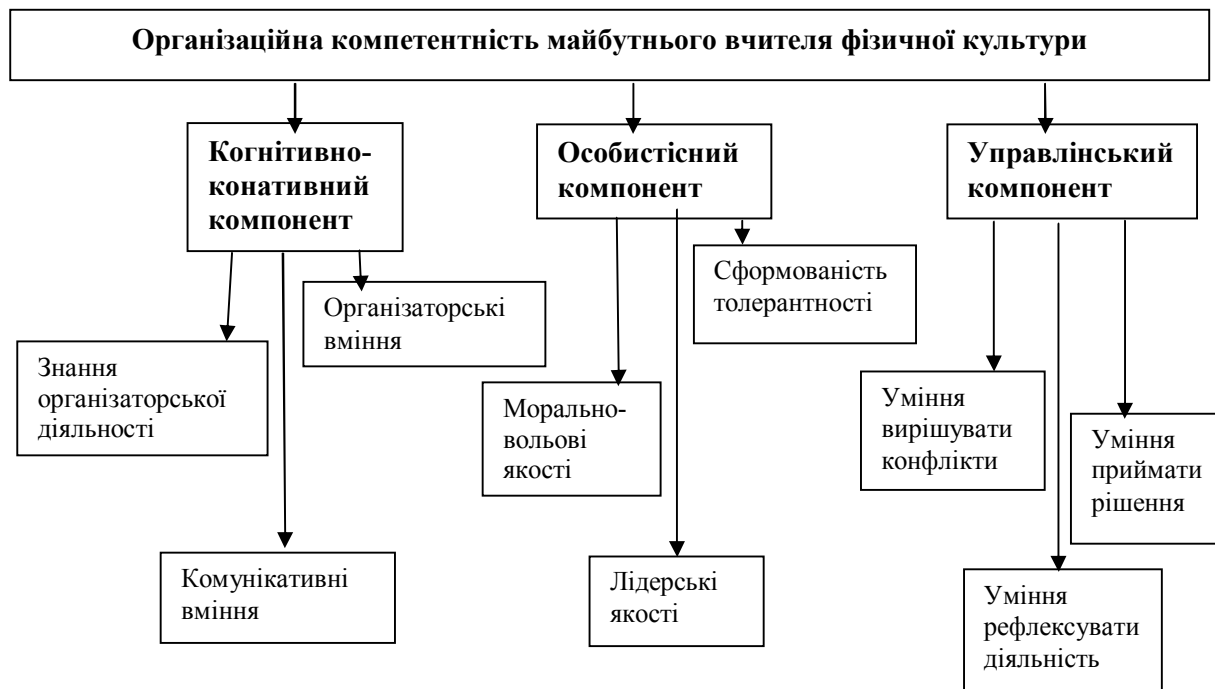 Організаційна компетентність майбутнього вчителя фізичної культури
Когнітивно-
конативний
компонент
Особистісний
компонент
Управлінський
компонент
Знання
організаторської
діяльності
Організаторські
вміння
Комунікативні
вміння
Морально-
вольові
якості
Сформованість
толерантності
Лідерські
якості
Уміння
вирішувати
конфлікти
Уміння
приймати
рішення
Уміння
рефлексувати
діяльність